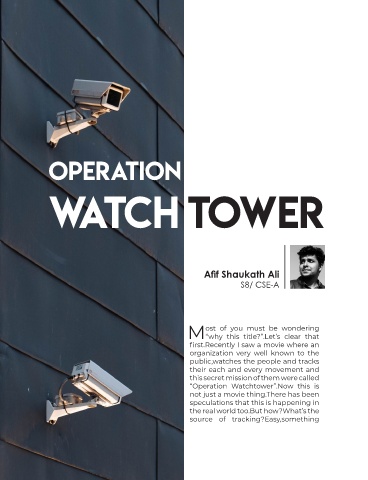 OPERATION
WATCH TOWER
Afif Shaukath Ali
S8/ CSE-A
Most of you must be wondering
"why this title?".Let's clear that
first.Recently I saw a movie where an
organization very well known to the
public,watches the people and tracks
their each and every movement and
this secret mission of them were called
"Operation Watchtower".Now this is
not just a movie thing.There has been
speculations that this is happening in
the real world too.But how?What's the
source of tracking?Easy,something